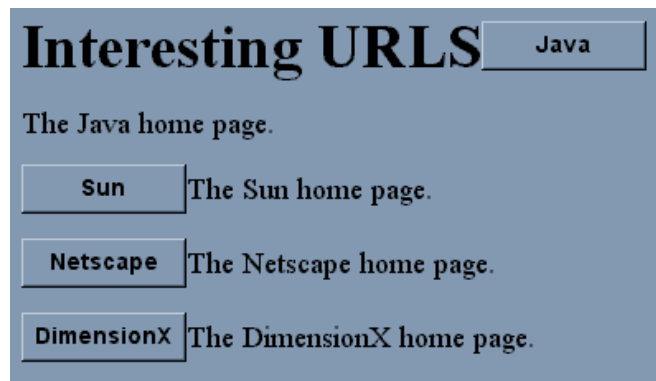 Interesting URLS Java
The Java home page.
Sun The Sun home page.
Netscape The Netscape home page.
DimensionX The DimensionX home page.